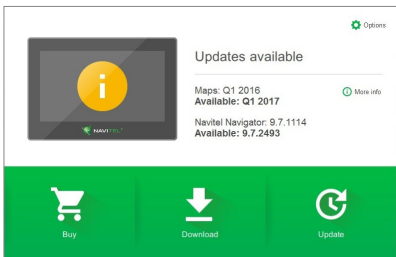 Options
Updates available
Maps: Q1 2016
Available: Q1 2017
More info
Navitel Navigator: 9.7.1114
Available: 9.7.2493
NAVITEL
Buy
Download
Update